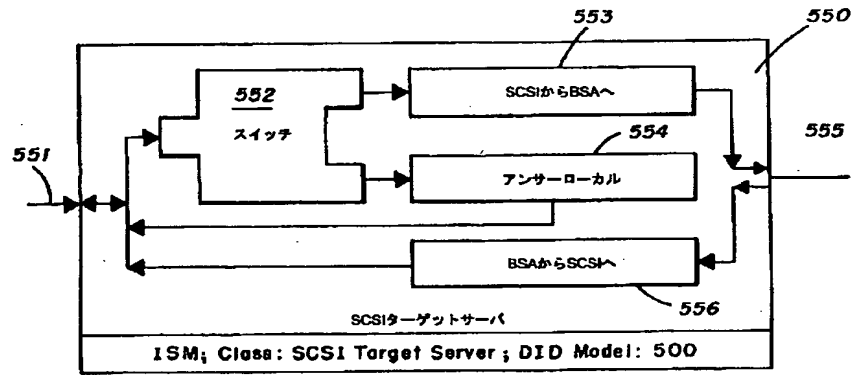 553
550
552
スイッチ
SCSIからBSAへ
554
555
551
アンサーローカル
BSAからSCSIへ
556
SCSIターゲットサーバ
ISM; Class: SCSI Target Server; DID Model: 500